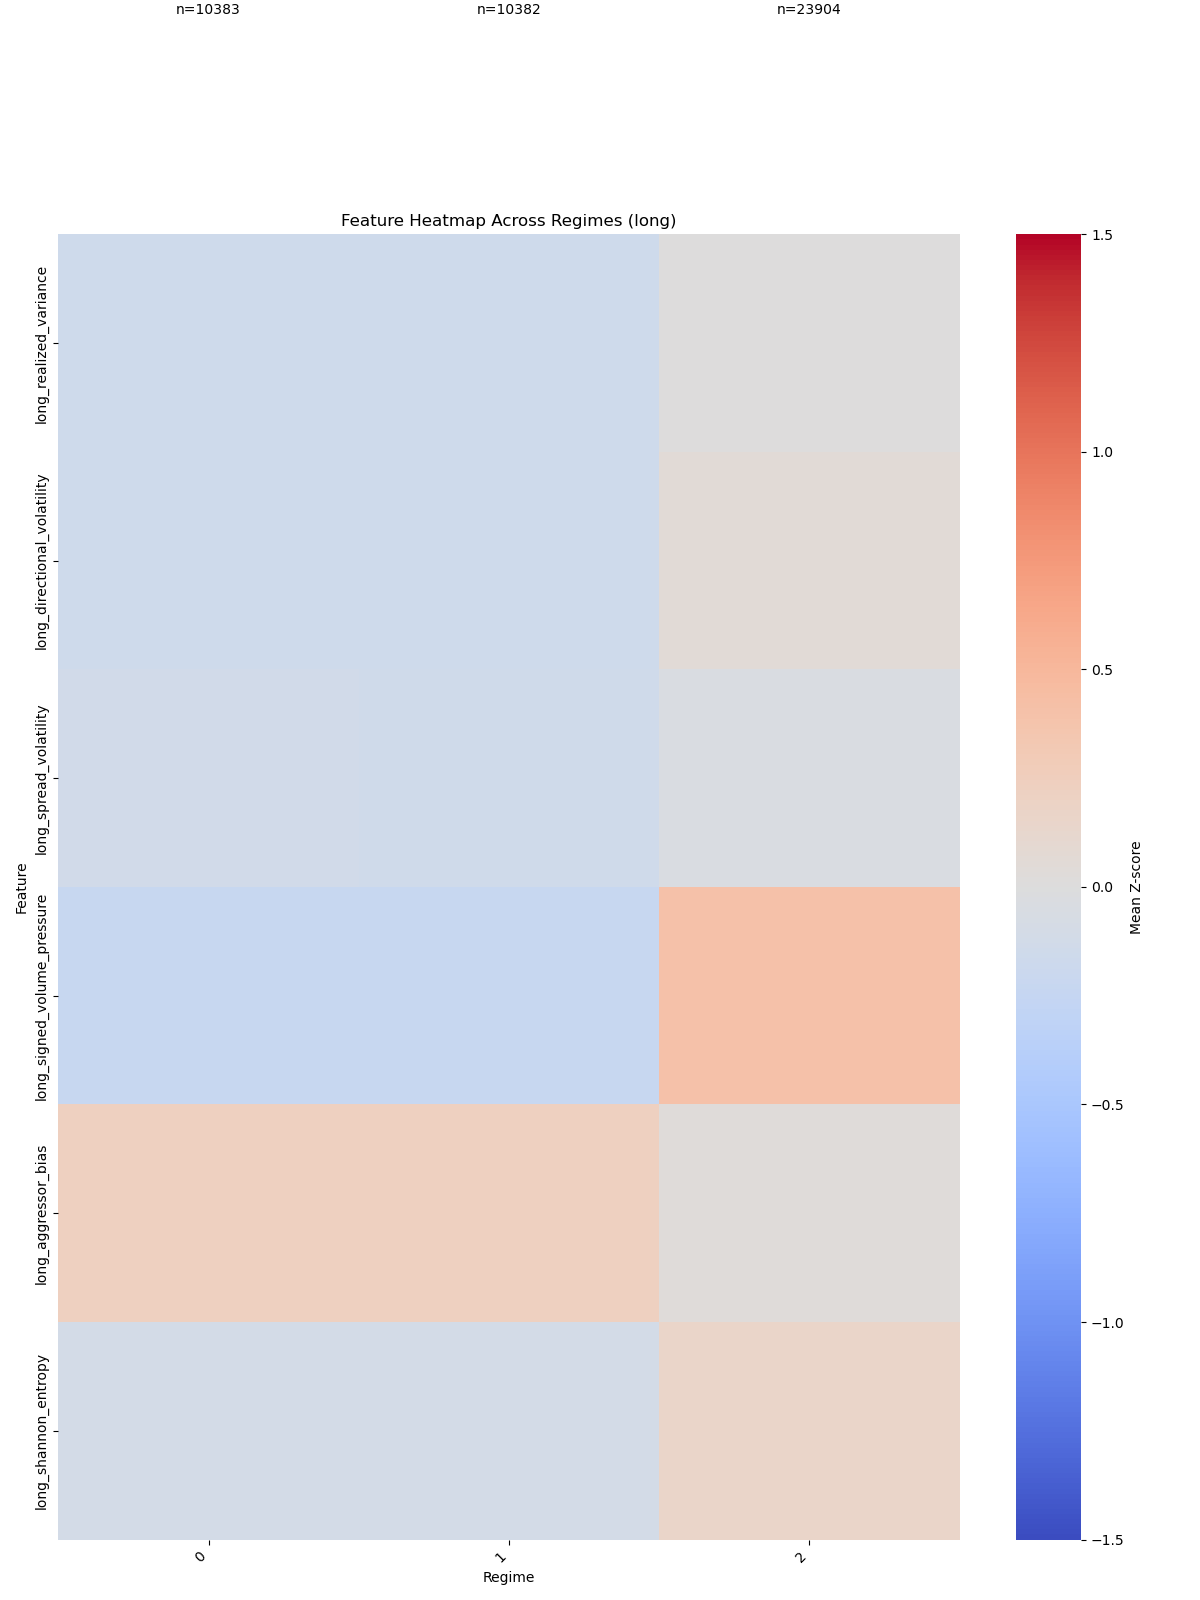 n=10383
n=10382
n=23904
Feature Heatmap Across Regimes (long)
Feature
long_realized_variance
long_directional_volatility
long_spread_volatility
long_signed_volume_pressure
long_aggressor_bias
long_shannon_entropy
0
1
2
Regime
1.5
1.0
0.5
0.0
−0.5
−1.0
−1.5
Mean Z-score